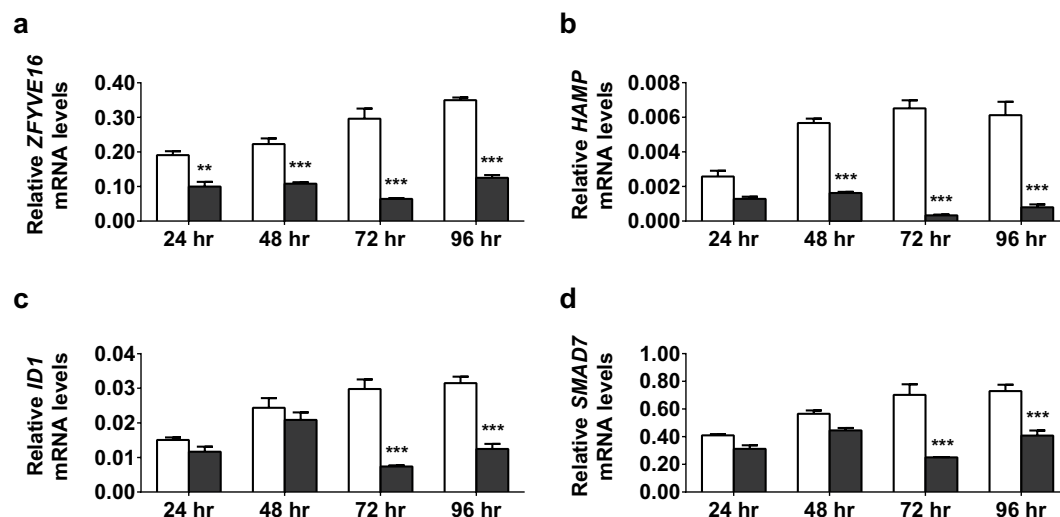 a
Relative ZFYVE16
mRNA levels
0.40
0.30
0.20
0.10
0.00
**
***
***
***
24 hr 48 hr 72 hr 96 hr
b
Relative HAMP
mRNA levels
0.008
0.006
0.004
0.002
0.000
***
***
***
24 hr 48 hr 72 hr 96 hr
c
Relative ID1
mRNA levels
0.04
0.03
0.02
0.01
0.00
***
***
24 hr 48 hr 72 hr 96 hr
d
Relative SMAD7
mRNA levels
1.00
0.80
0.60
0.40
0.20
0.00
***
***
24 hr 48 hr 72 hr 96 hr